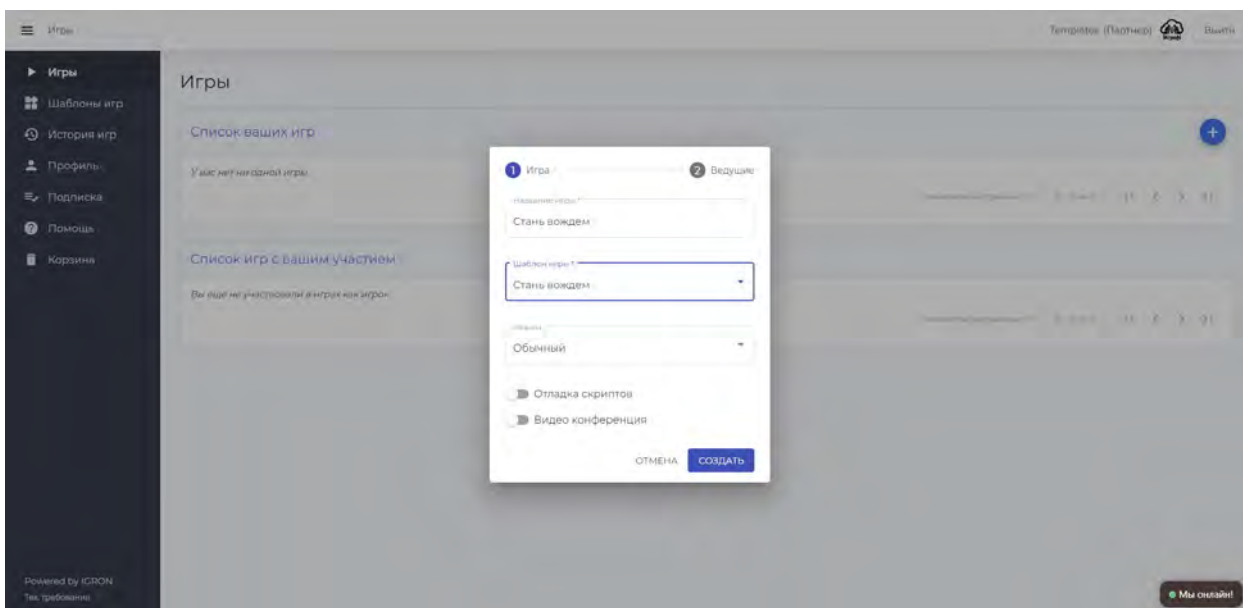 Игры
Templates (Партнер)
Выйти
Игры
Шаблоны игр
История игр
Профиль
Подписка
Помощь
Корзина
Игры
Список ваших игр
У вас нет ни одной игры
Список игр с вашим участием
Вы еще не участвовали в играх как игрок
1 Игра
2 Ведущие
Название игры *
Стань вождем
Шаблон игры *
Стань вождем
Обычный
Отладка скриптов
Видео конференция
ОТМЕНА
СОЗДАТЬ
Powered by IGRON
Тех. требования
Мы онлайн!